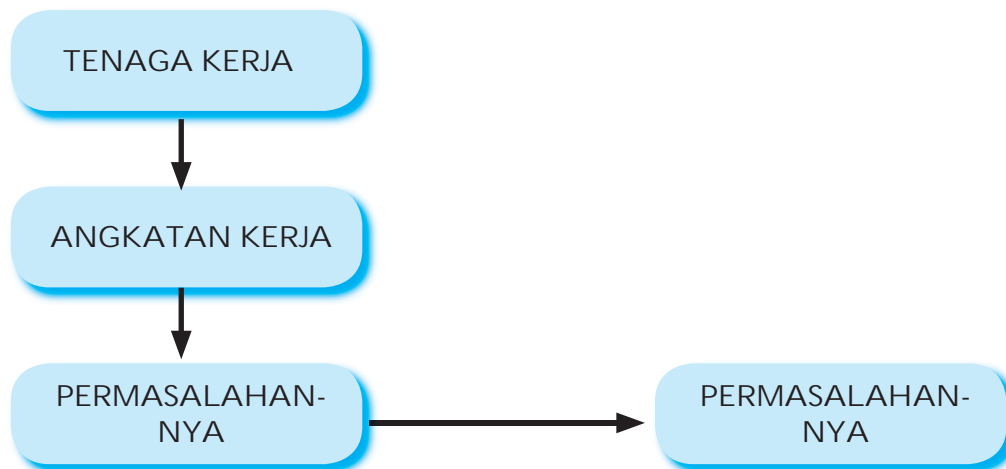 TENAGA KERJA
ANGKATAN KERJA
PERMASALAHAN-
NYA
PERMASALAHAN-
NYA